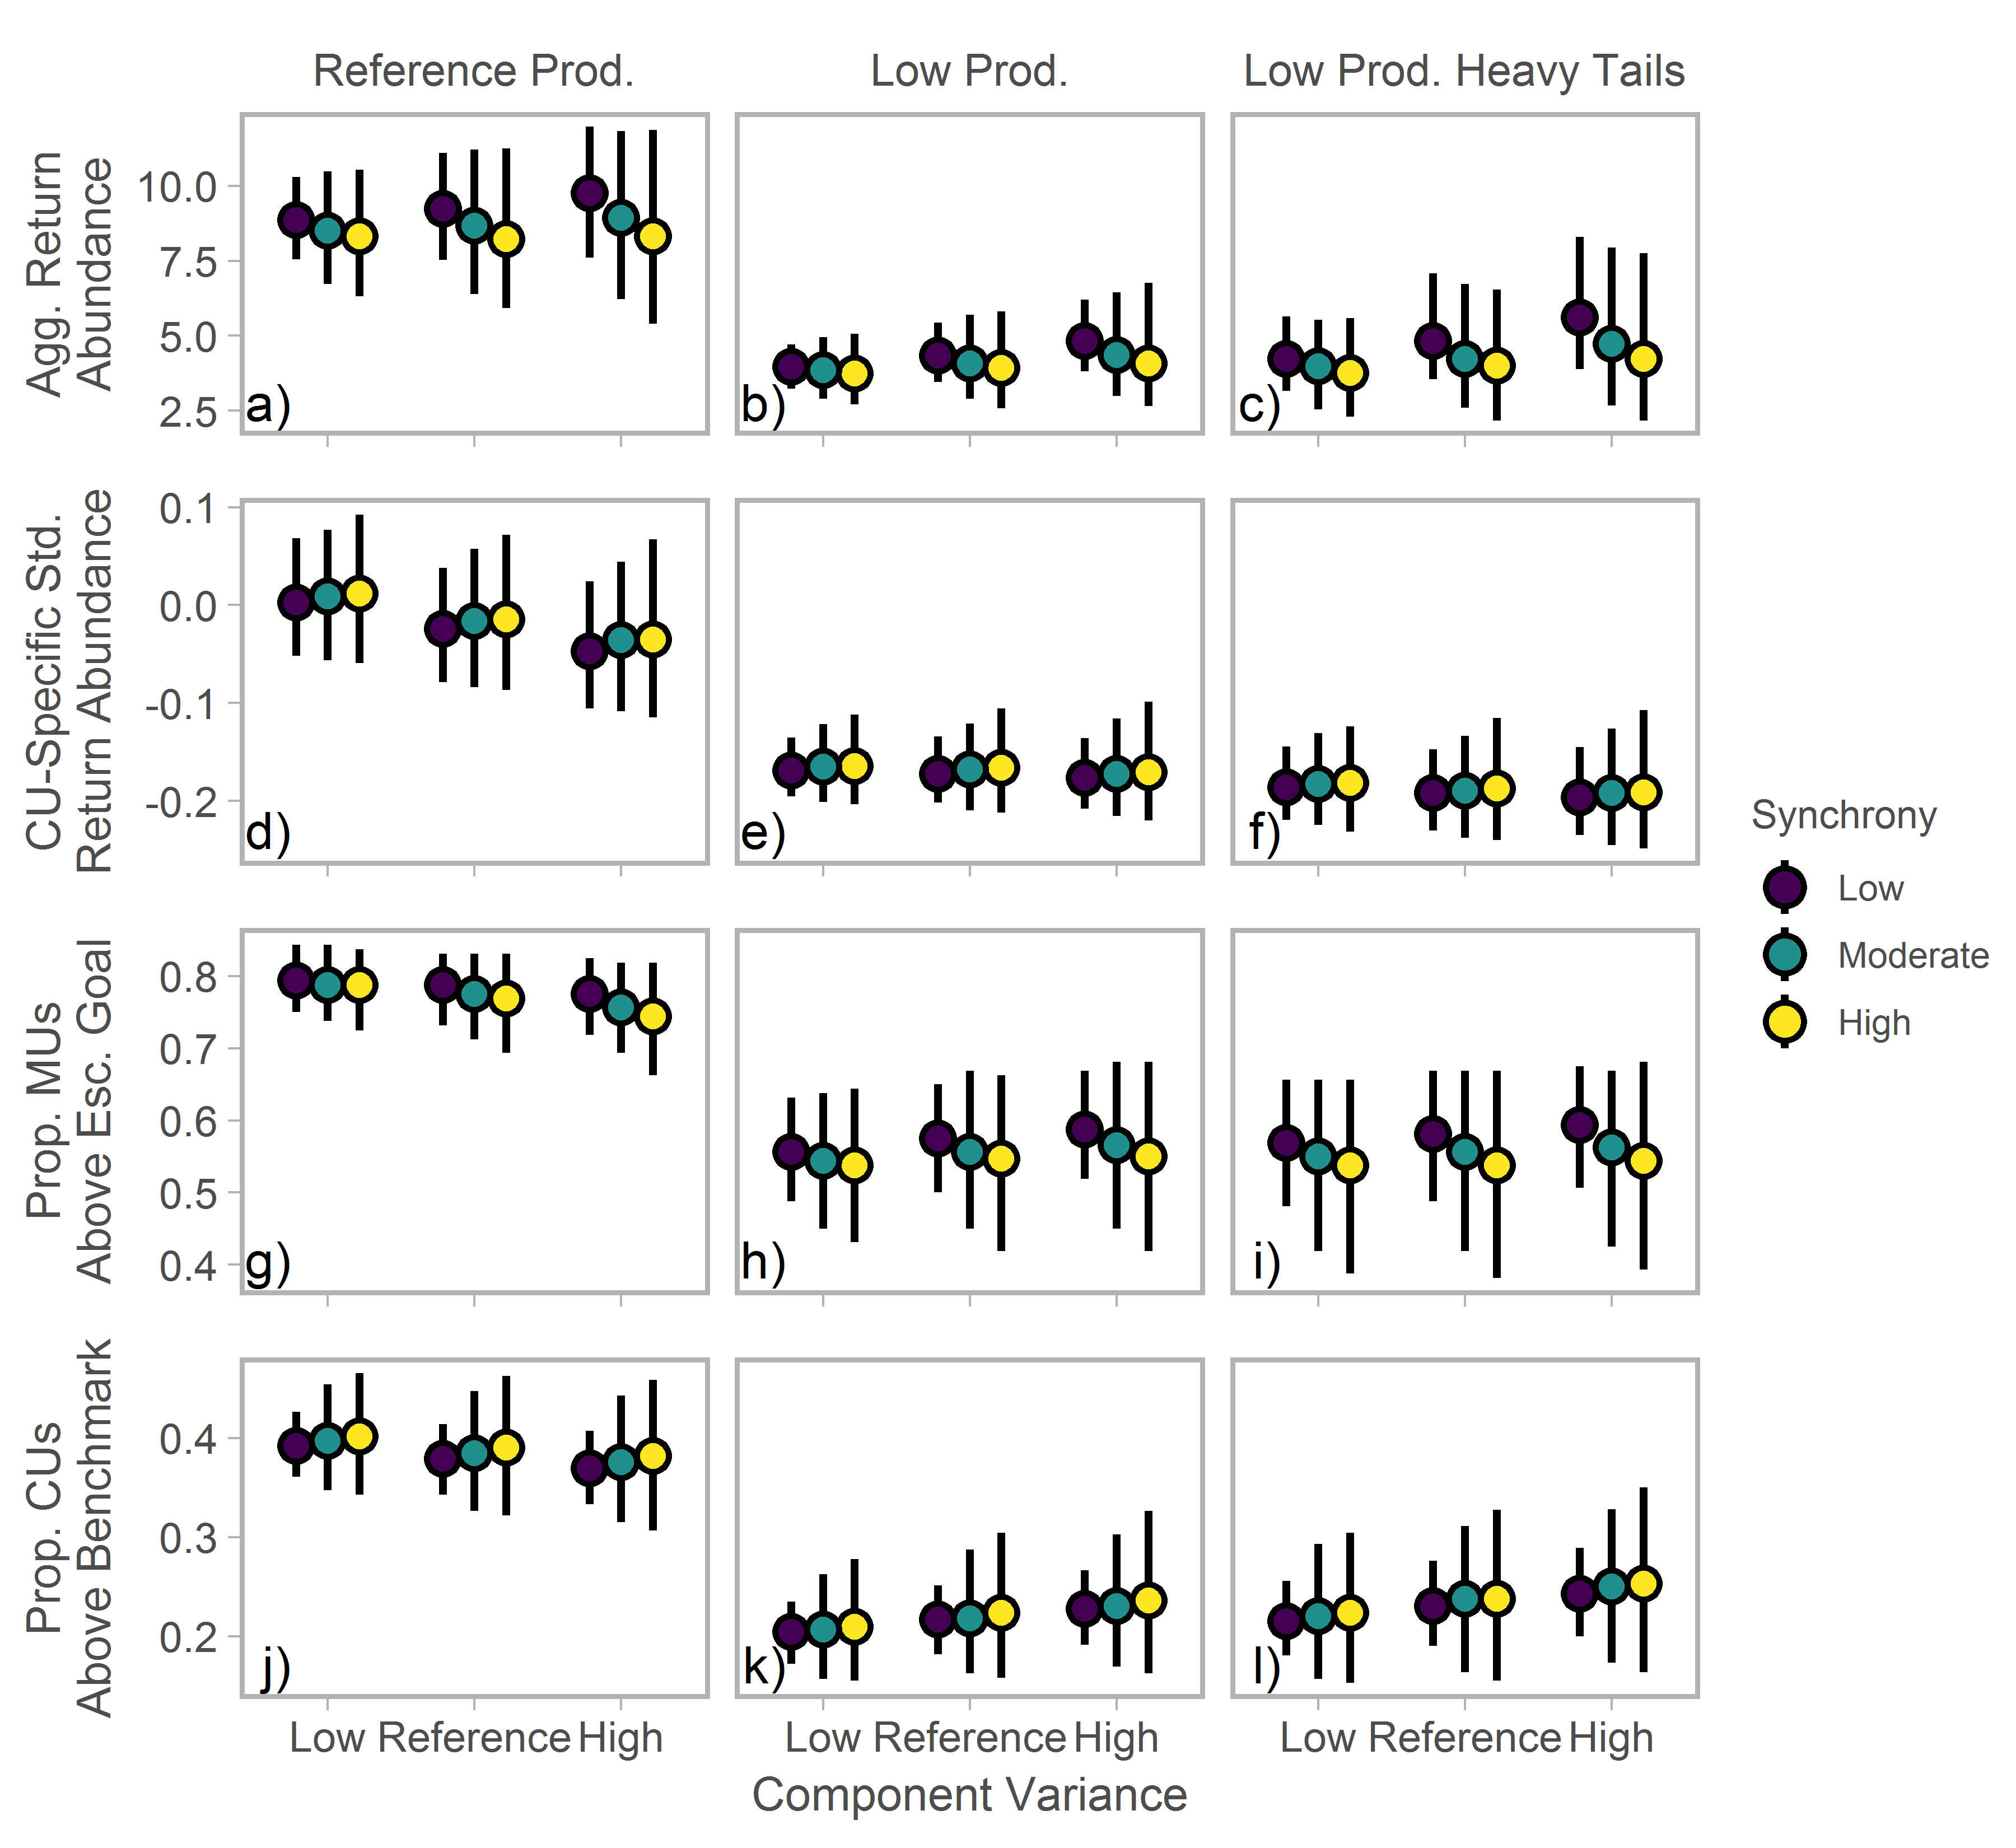 Reference Prod.
Low Prod.
Low Prod. Heavy Tails
Agg. Return
Abundance
10.0
7.5
5.0
2.5
a)
b)
c)
CU-Specific Std.
Return Abundance
0.1
0.0
-0.1
-0.2
d)
e)
f)
Prop. MUs
Above Esc. Goal
0.8
0.7
0.6
0.5
0.4
g)
h)
i)
Prop. CUs
Above Benchmark
0.4
0.3
0.2
j)
k)
l)
Low Reference High
Low Reference High
Low Reference High
Component Variance
Synchrony
Low
Moderate
High